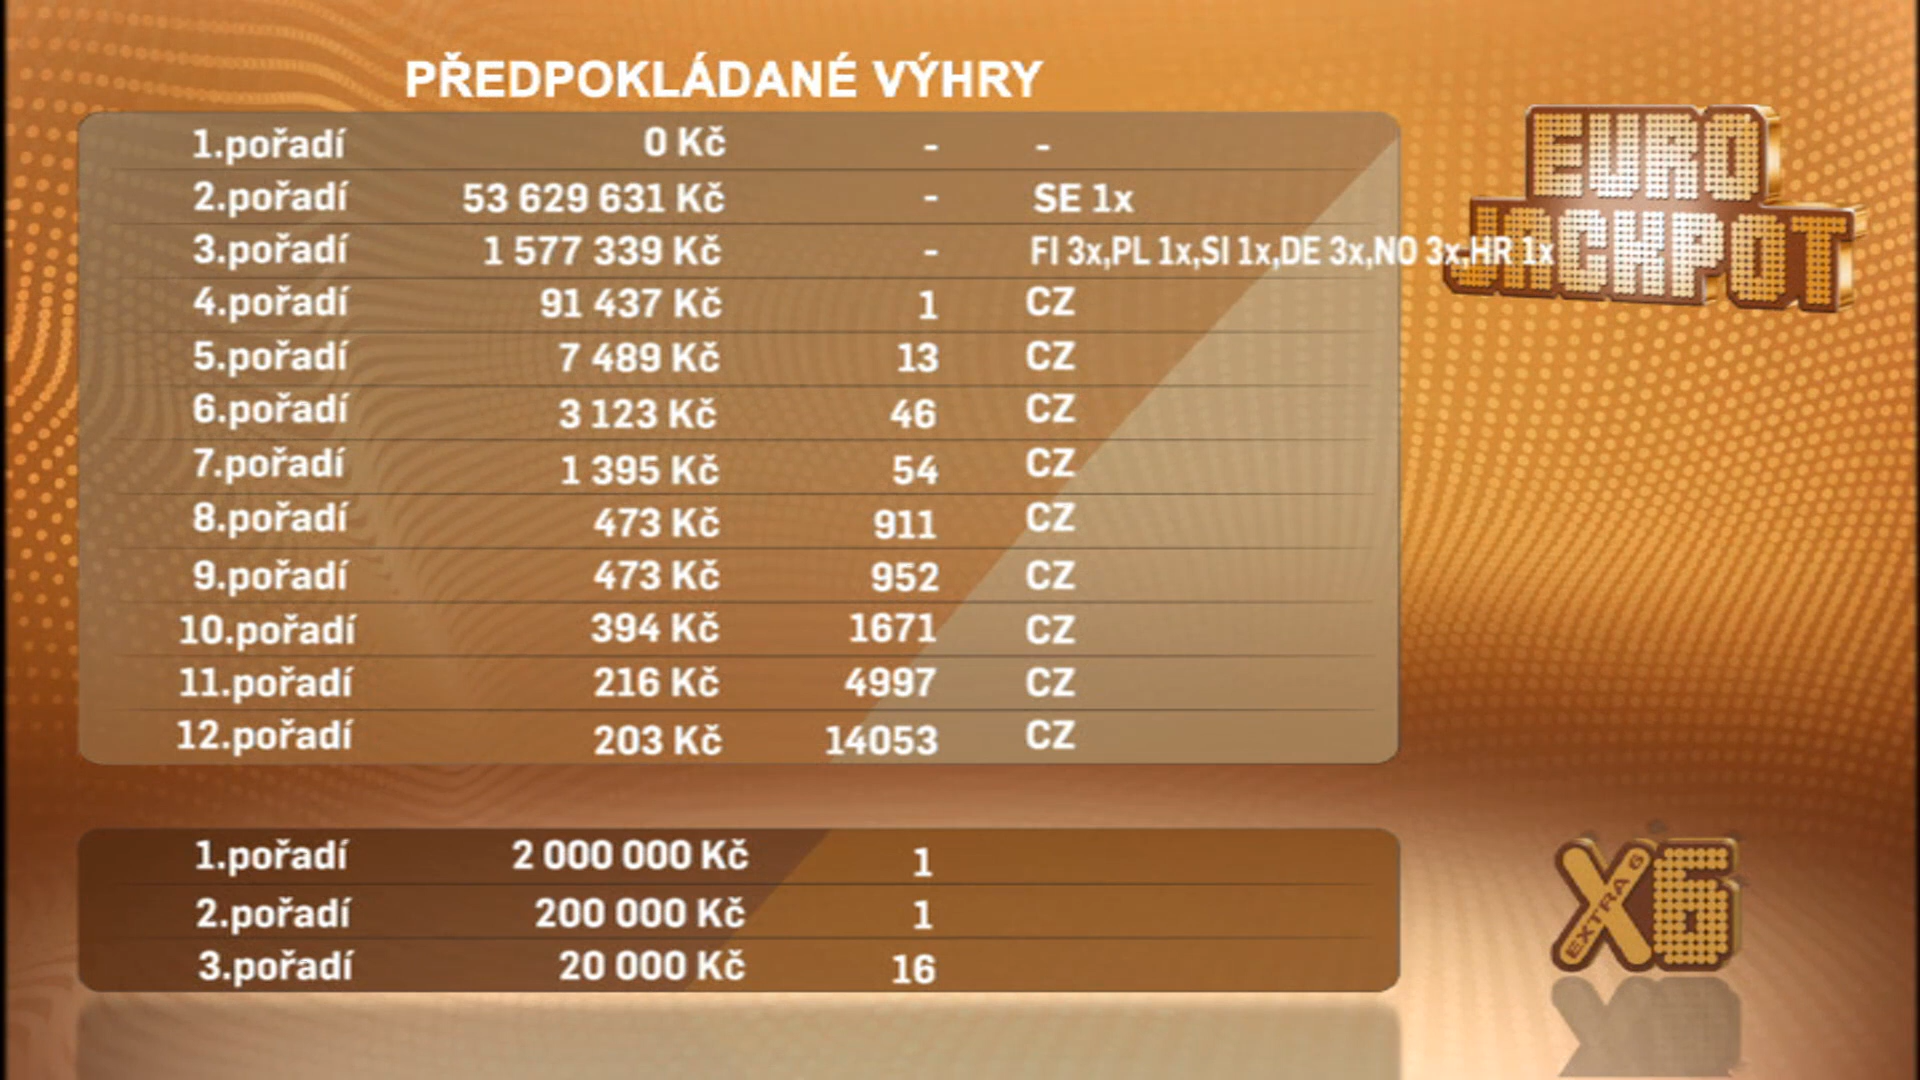 PŘEDPOKLÁDANÉ VÝHRY
1.pořadí 0 Kč - -
2.pořadí 53 629 631 Kč - SE 1x
3.pořadí 1 577 339 Kč - FI 3x,PL 1x,SI 1x,DE 3x,NO 3x,HR 1x
4.pořadí 91 437 Kč 1 CZ
5.pořadí 7 489 Kč 13 CZ
6.pořadí 3 123 Kč 46 CZ
7.pořadí 1 395 Kč 54 CZ
8.pořadí 473 Kč 911 CZ
9.pořadí 473 Kč 952 CZ
10.pořadí 394 Kč 1671 CZ
11.pořadí 216 Kč 4997 CZ
12.pořadí 203 Kč 14053 CZ
EURO
JACKPOT
1.pořadí 2 000 000 Kč 1
2.pořadí 200 000 Kč 1
3.pořadí 20 000 Kč 16
X6
EXTRA 6